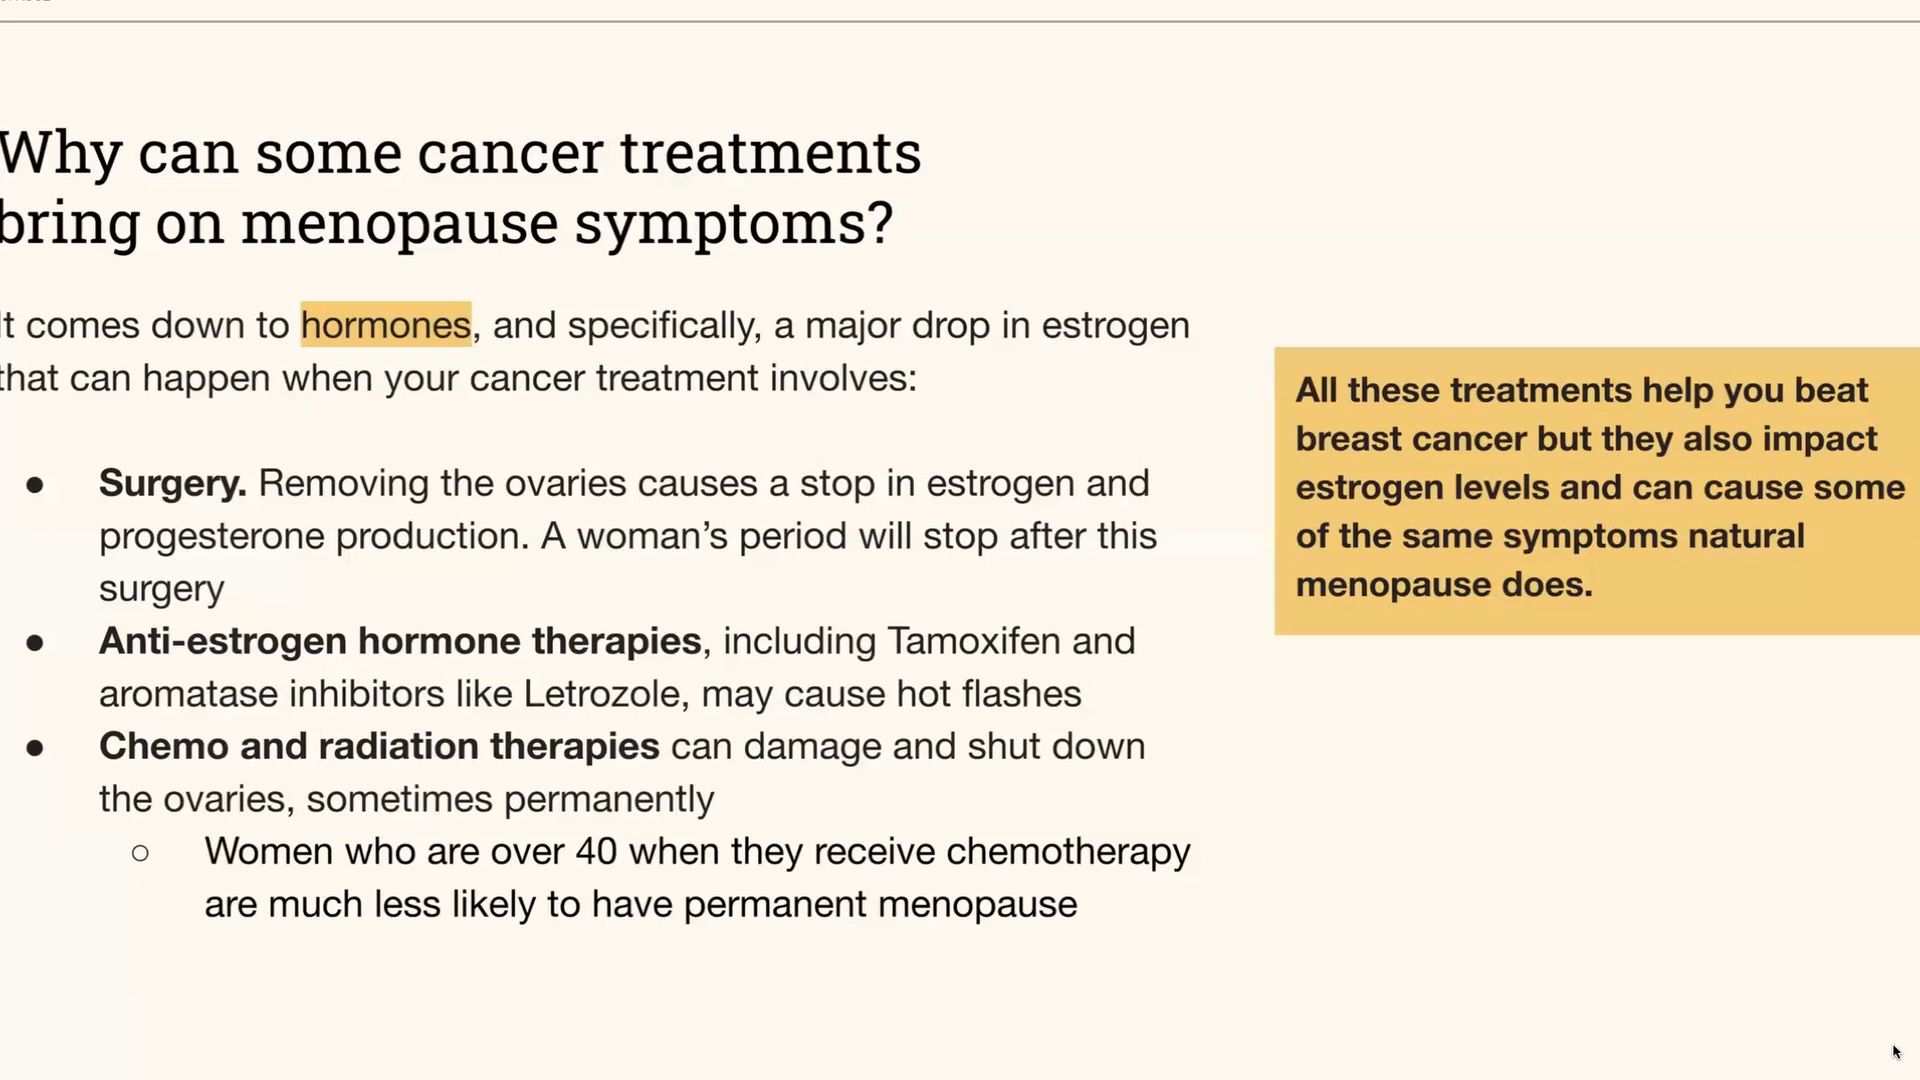 Why can some cancer treatments
bring on menopause symptoms?
It comes down to hormones, and specifically, a major drop in estrogen
that can happen when your cancer treatment involves:
● Surgery. Removing the ovaries causes a stop in estrogen and
progesterone production. A woman’s period will stop after this
surgery
● Anti-estrogen hormone therapies, including Tamoxifen and
aromatase inhibitors like Letrozole, may cause hot flashes
● Chemo and radiation therapies can damage and shut down
the ovaries, sometimes permanently
○ Women who are over 40 when they receive chemotherapy
are much less likely to have permanent menopause
All these treatments help you beat
breast cancer but they also impact
estrogen levels and can cause some
of the same symptoms natural
menopause does.